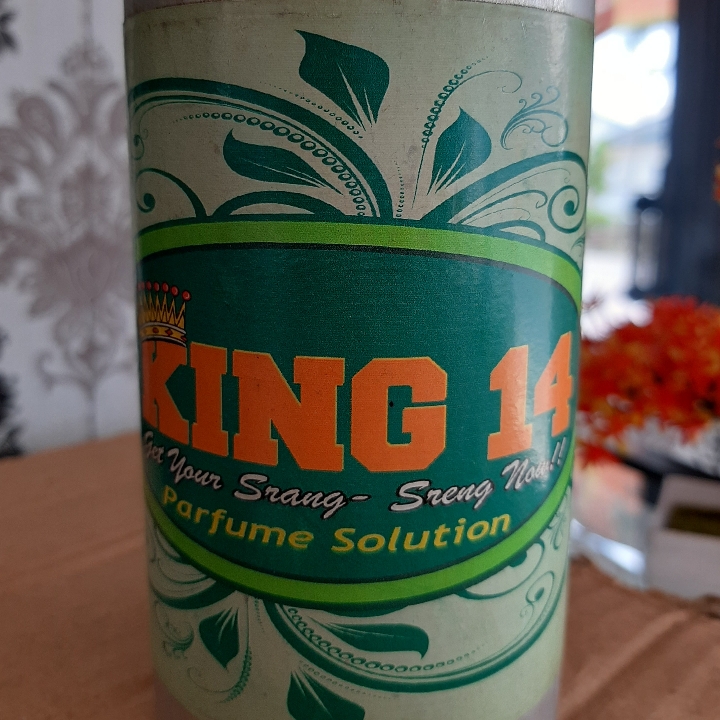 KING 14
Get Your Srang- Sreng Now!!
Parfume Solution